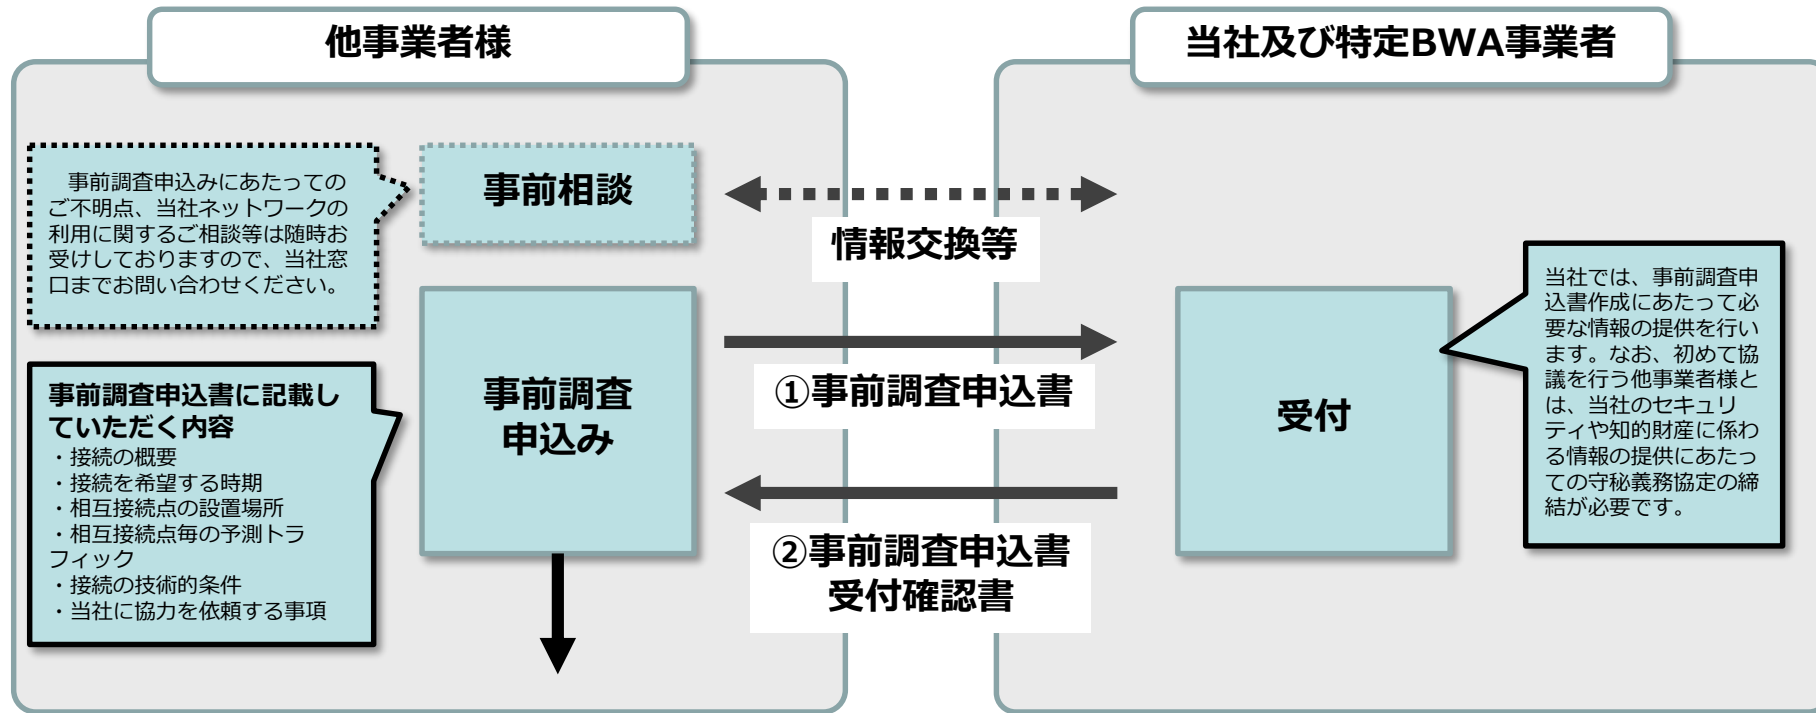 他事業者様
当社及び特定BWA事業者
事前調査申込みにあたっての
ご不明点、当社ネットワークの
利用に関するご相談等は随時お
受けしておりますので、当社窓
口までお問い合わせください。
事前相談
情報交換等
事前調査申込書に記載し
ていただく内容
・接続の概要
・接続を希望する時期
・相互接続点の設置場所
・相互接続点毎の予測トラ
フィック
・接続の技術的条件
・当社に協力を依頼する事項
事前調査
申込み
①事前調査申込書
②事前調査申込書
受付確認書
受付
当社では、事前調査申
込書作成にあたって必
要な情報の提供を行い
ます。なお、初めて協
議を行う他事業者様と
は、当社のセキュリ
ティや知的財産に係わ
る情報の提供にあたっ
ての守秘義務協定の締
結が必要です。